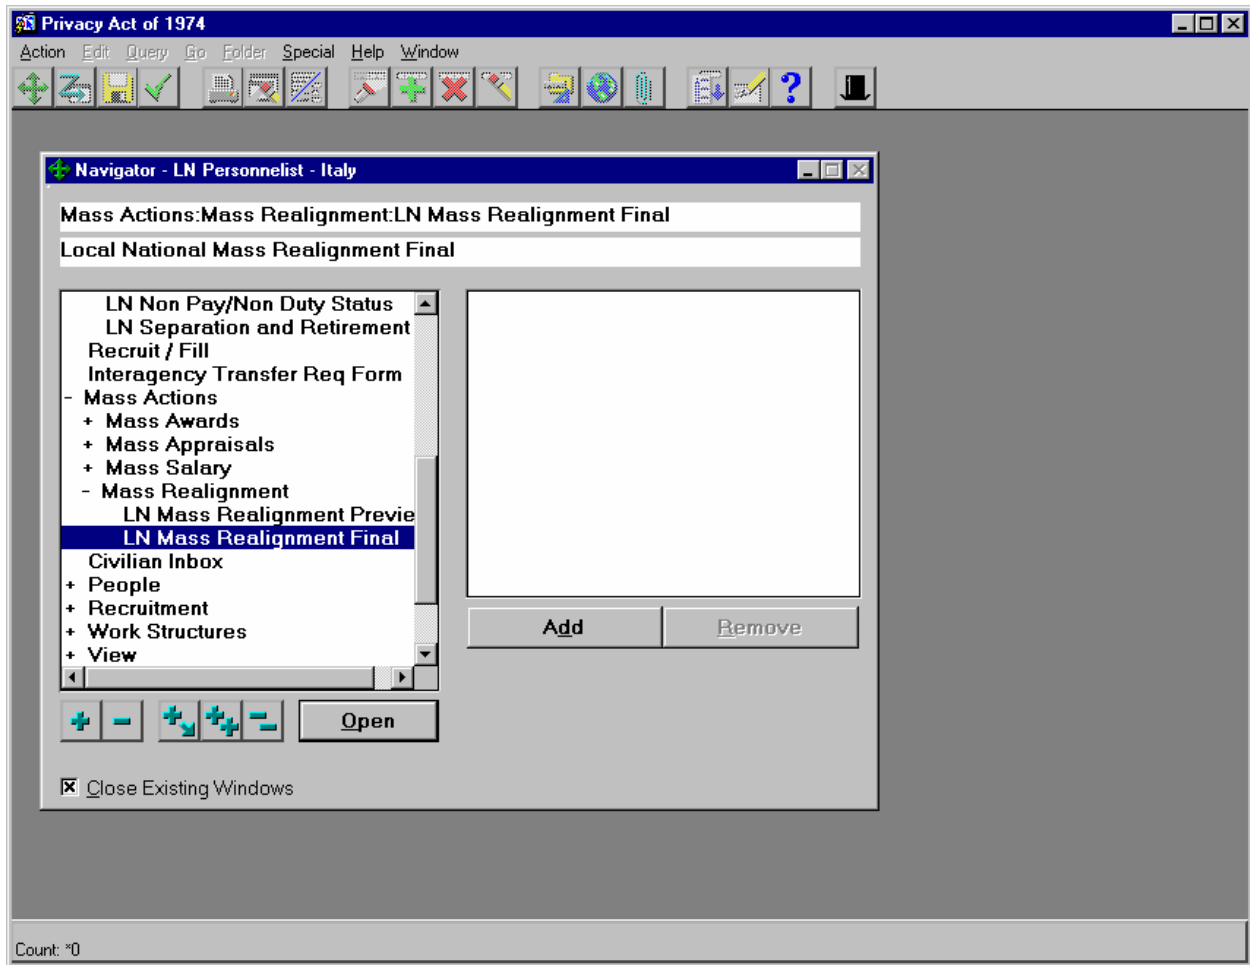 Privacy Act of 1974
Action Edit Query Go Folder Special Help Window
Navigator - LN Personnelist - Italy
Mass Actions:Mass Realignment:LN Mass Realignment Final
Local National Mass Realignment Final
LN Non Pay/Non Duty Status
LN Separation and Retirement
Recruit / Fill
Interagency Transfer Req Form
- Mass Actions
+ Mass Awards
+ Mass Appraisals
+ Mass Salary
- Mass Realignment
LN Mass Realignment Previe
LN Mass Realignment Final
Civilian Inbox
+ People
+ Recruitment
+ Work Structures
+ View
Add Remove
Open
Close Existing Windows
Count: *0